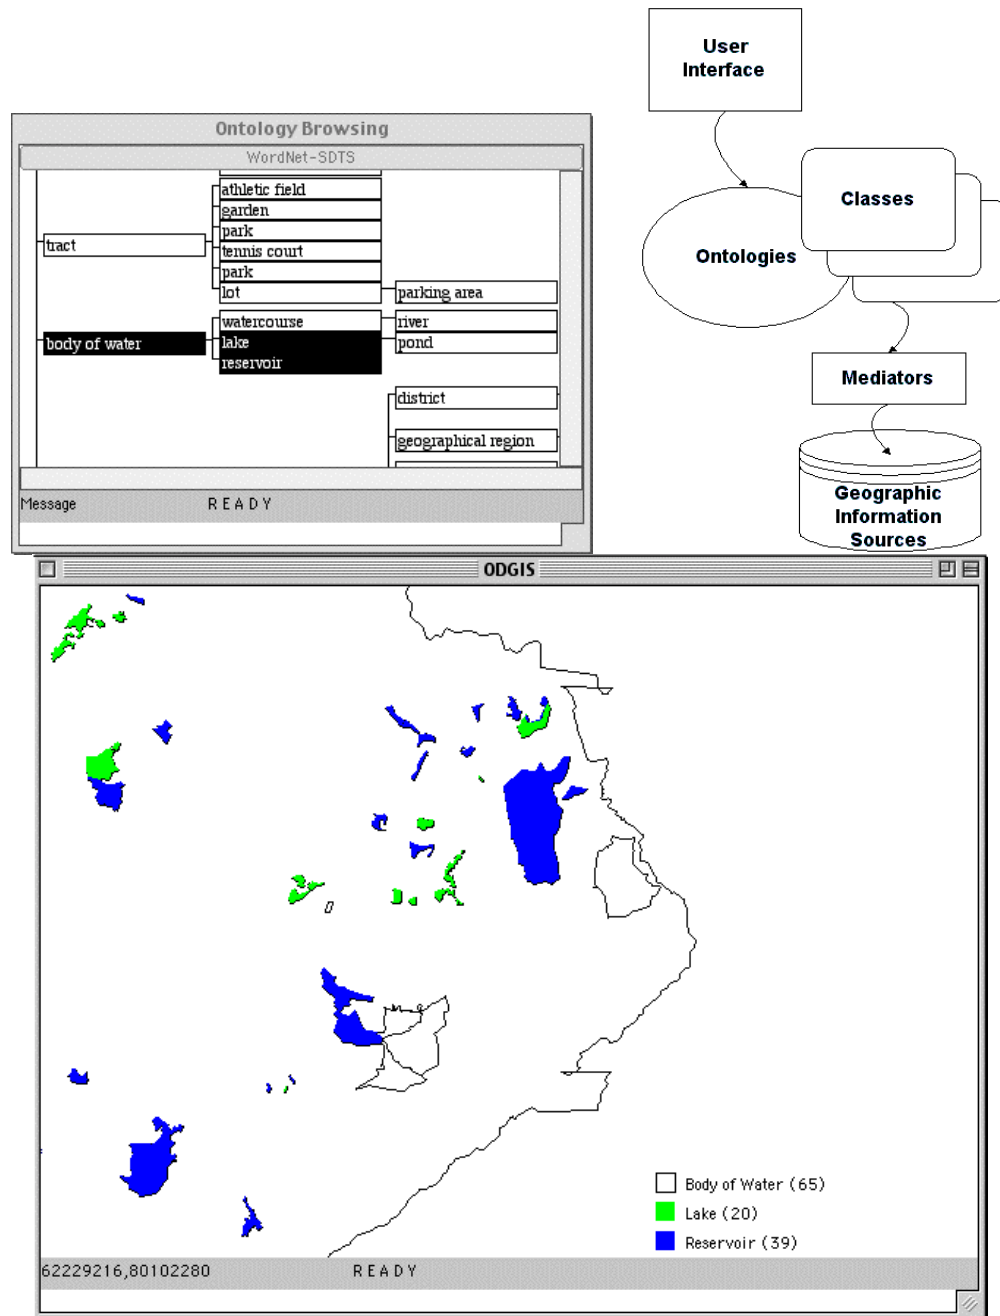 User
Interface
Ontology Browsing
WordNet-SDTS
athletic field
garden
park
tract
tennis court
park
lot
parking area
watercourse
river
body of water
lake
pond
reservoir
district
geographical region
Message
READY
Classes
Ontologies
Mediators
Geographic
Information
Sources
ODGIS
Body of Water (65)
Lake (20)
Reservoir (39)
62229216,80102280
READY